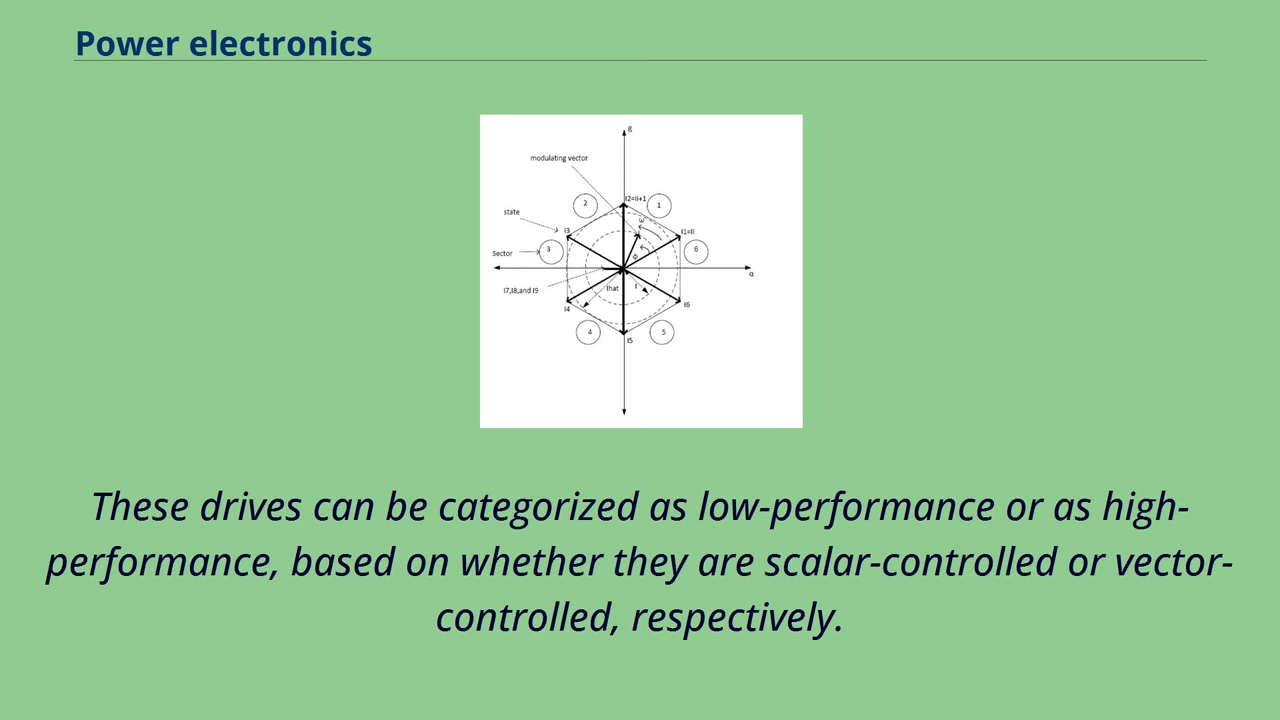 Power electronics
ß
modulating vector
I2=Ii+1
2
1
state
ω
I3
I1=Ii
Sector
3
6
Φ
α
I7,I8,and I9
Ihat
I
I4
I6
4
5
I5
These drives can be categorized as low-performance or as high-
performance, based on whether they are scalar-controlled or vector-
controlled, respectively.